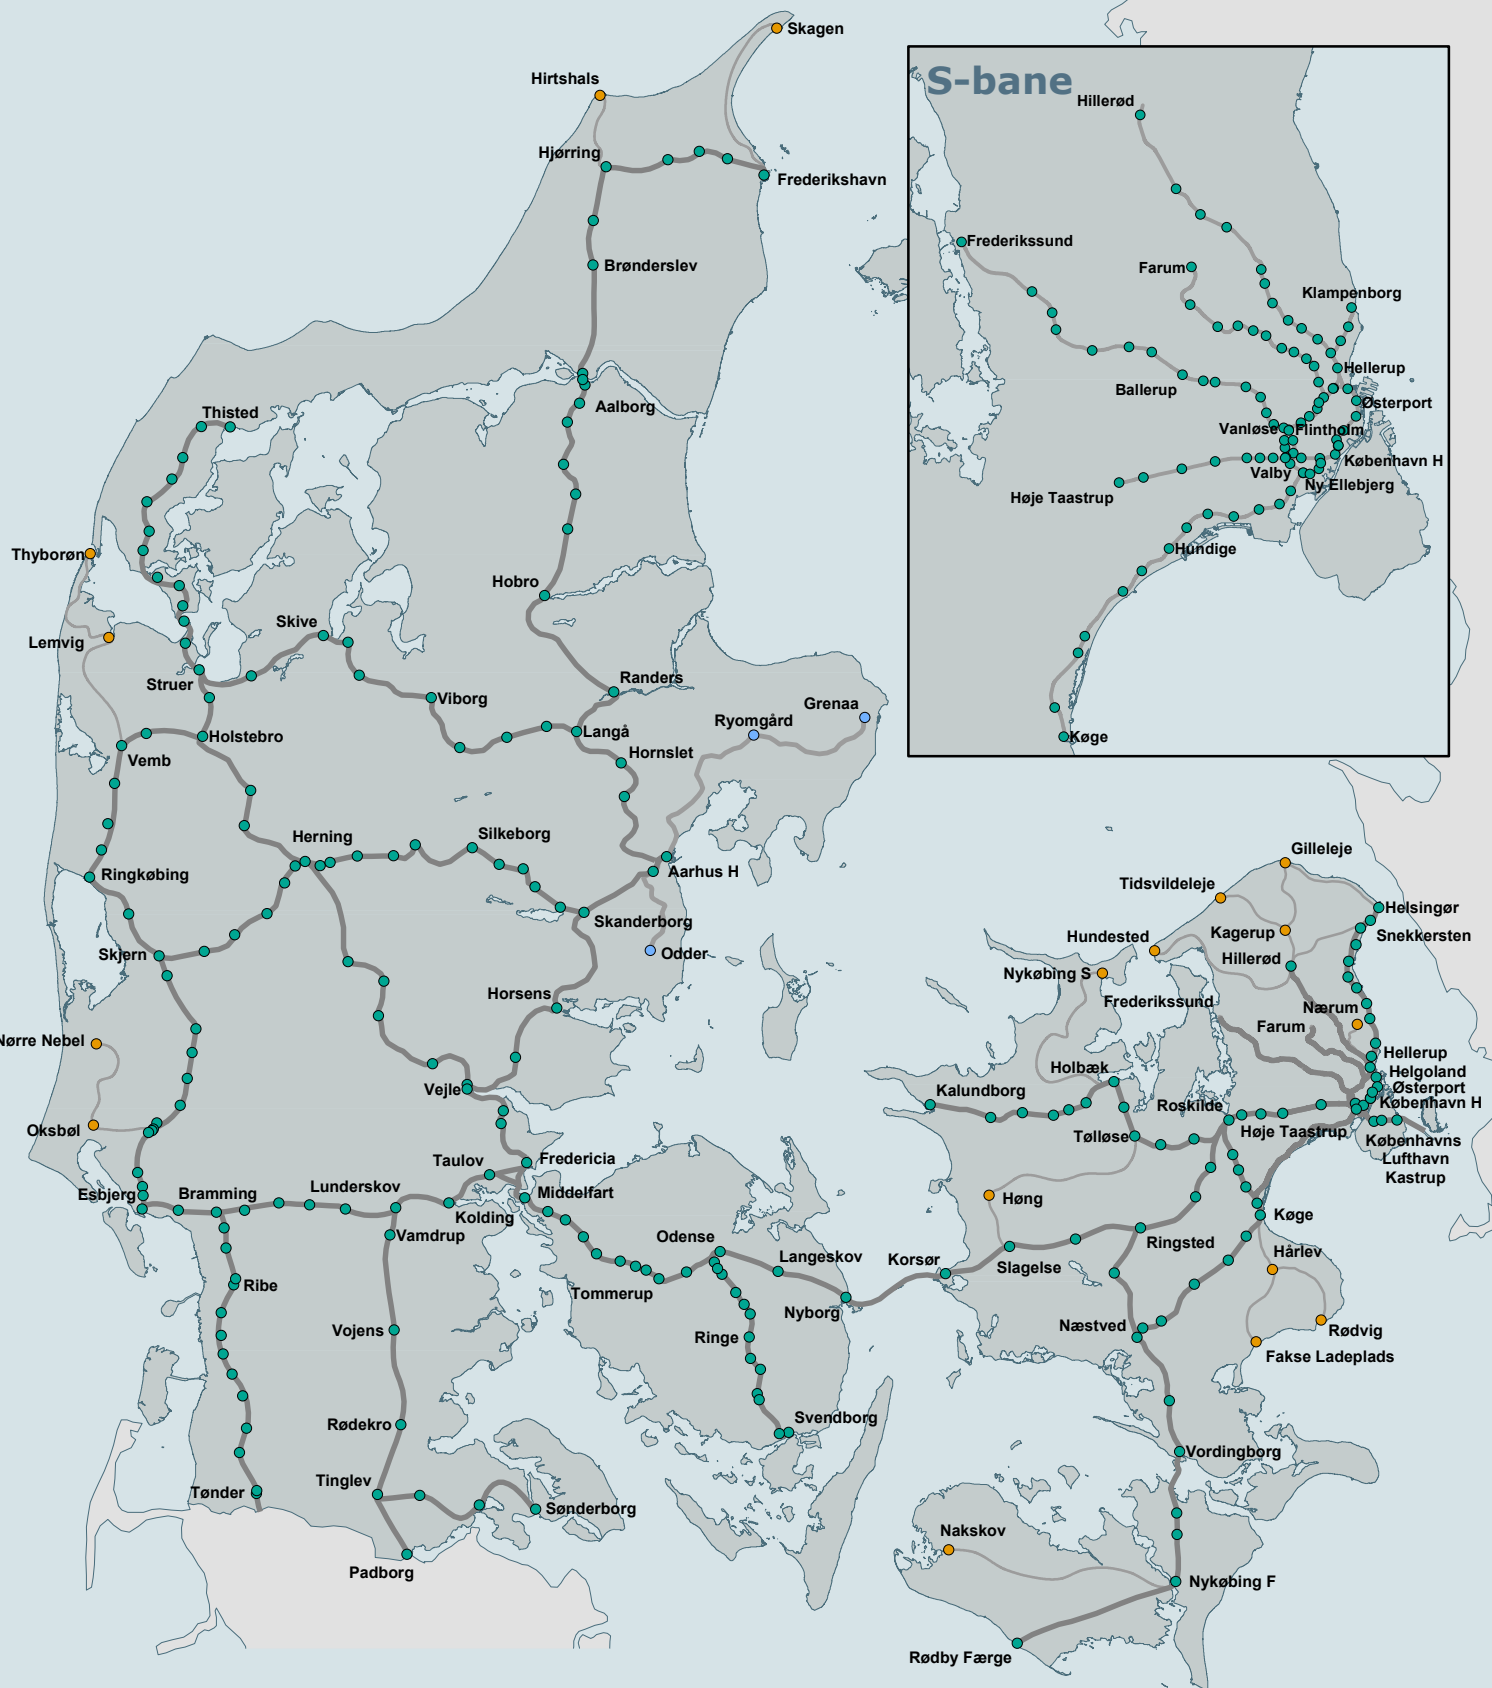 Skagen
Hirtshals
Hjørring
Frederikshavn
Brønderslev
Aalborg
Thisted
Thyborøn
Hobro
Skive
Lemvig
Struer
Randers
Viborg
Grenaa
Ryomgård
Holstebro
Langå
Hornslet
Vemb
Herning
Silkeborg
Ringkøbing
Aarhus H
Skanderborg
Skjern
Odder
Horsens
Nørre Nebel
Vejle
Oksbøl
Taulov
Fredericia
Esbjerg
Bramming
Lunderskov
Middelfart
Kolding
Vamdrup
Odense
Langeskov
Korsør
Ribe
Tommerup
Nyborg
Vojens
Ringe
Rødekro
Svendborg
Tinglev
Tønder
Sønderborg
Padborg
S-bane
Hillerød
Frederikssund
Farum
Klampenborg
Hellerup
Ballerup
Østerport
Vanløse
Flintholm
København H
Valby
Ny Ellebjerg
Høje Taastrup
Hundige
Køge
Gilleleje
Tidsvildeleje
Helsingør
Kagerup
Snekkersten
Hundested
Hillerød
Nykøbing S
Frederikssund
Nærum
Farum
Hellerup
Holbæk
Helgoland
Østerport
Kalundborg
Roskilde
København H
Tølløse
Høje Taastrup
Københavns
Lufthavn
Kastrup
Høng
Køge
Ringsted
Hårlev
Slagelse
Næstved
Rødvig
Fakse Ladeplads
Vordingborg
Nakskov
Nykøbing F
Rødby Færge